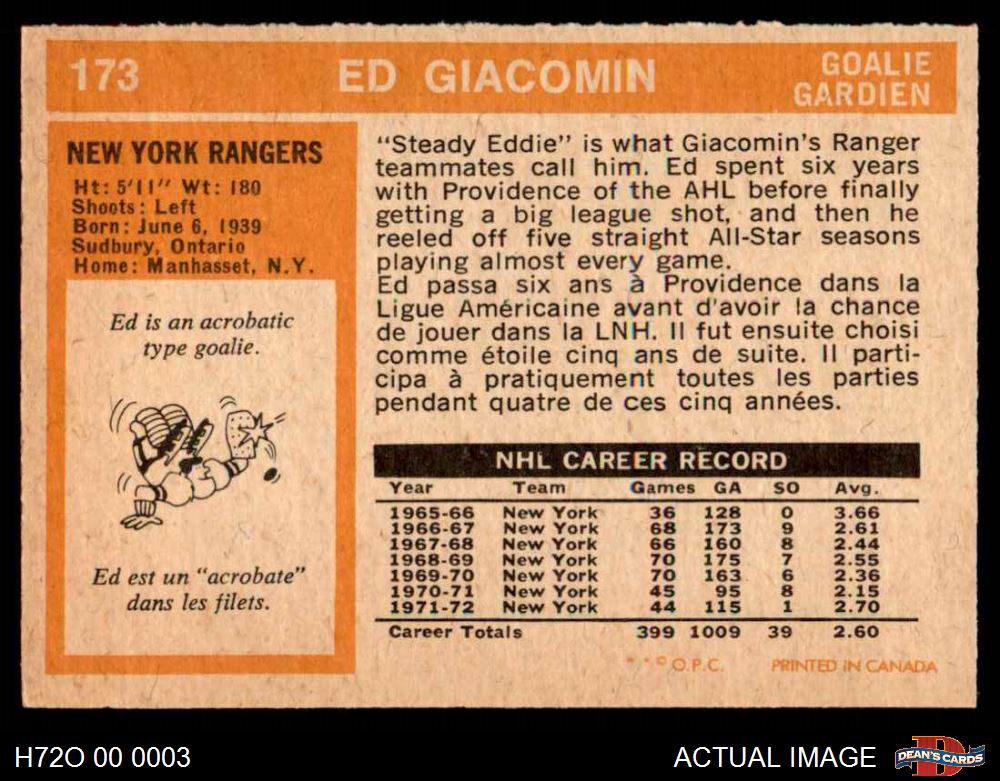 173 ED GIACOMIN GOALIE
GARDIEN
NEW YORK RANGERS
Ht: 5'11" Wt: 180
Shoots: Left
Born: June 6, 1939
Sudbury, Ontario
Home: Manhasset, N.Y.
Ed is an acrobatic
type goalie.
Ed est un "acrobate"
dans les filets.
"Steady Eddie" is what Giacomin's Ranger
teammates call him. Ed spent six years
with Providence of the AHL before finally
getting a big league shot, and then he
reeled off five straight All-Star seasons
playing almost every game.
Ed passa six ans à Providence dans la
Ligue Américaine avant d'avoir la chance
de jouer dans la LNH. Il fut ensuite choisi
comme étoile cinq ans de suite. Il parti-
cipa à pratiquement toutes les parties
pendant quatre de ces cinq années.
NHL CAREER RECORD
Year Team Games GA SO Avg.
1965-66 New York 36 128 0 3.66
1966-67 New York 68 173 9 2.61
1967-68 New York 66 160 8 2.44
1968-69 New York 70 175 7 2.55
1969-70 New York 70 163 6 2.36
1970-71 New York 45 95 8 2.15
1971-72 New York 44 115 1 2.70
Career Totals 399 1009 39 2.60
* * © O.P.C. PRINTED IN CANADA
H72O 00 0003 ACTUAL IMAGE D DEAN'S CARDS